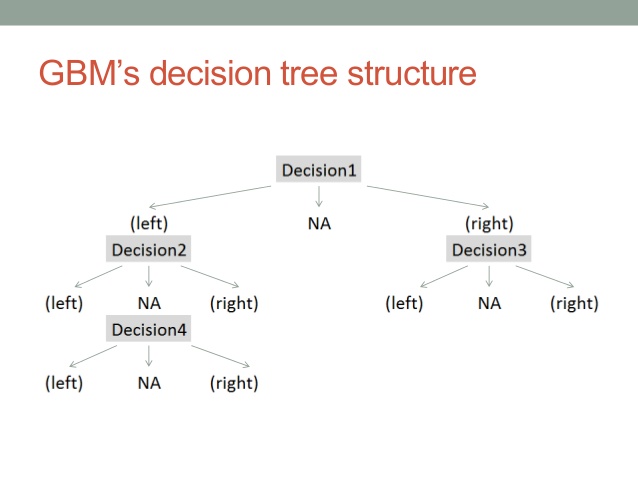 GBM’s decision tree structure
Decision1
(left) NA (right)
Decision2 Decision3
(left) NA (right) (left) NA (right)
Decision4
(left) NA (right)